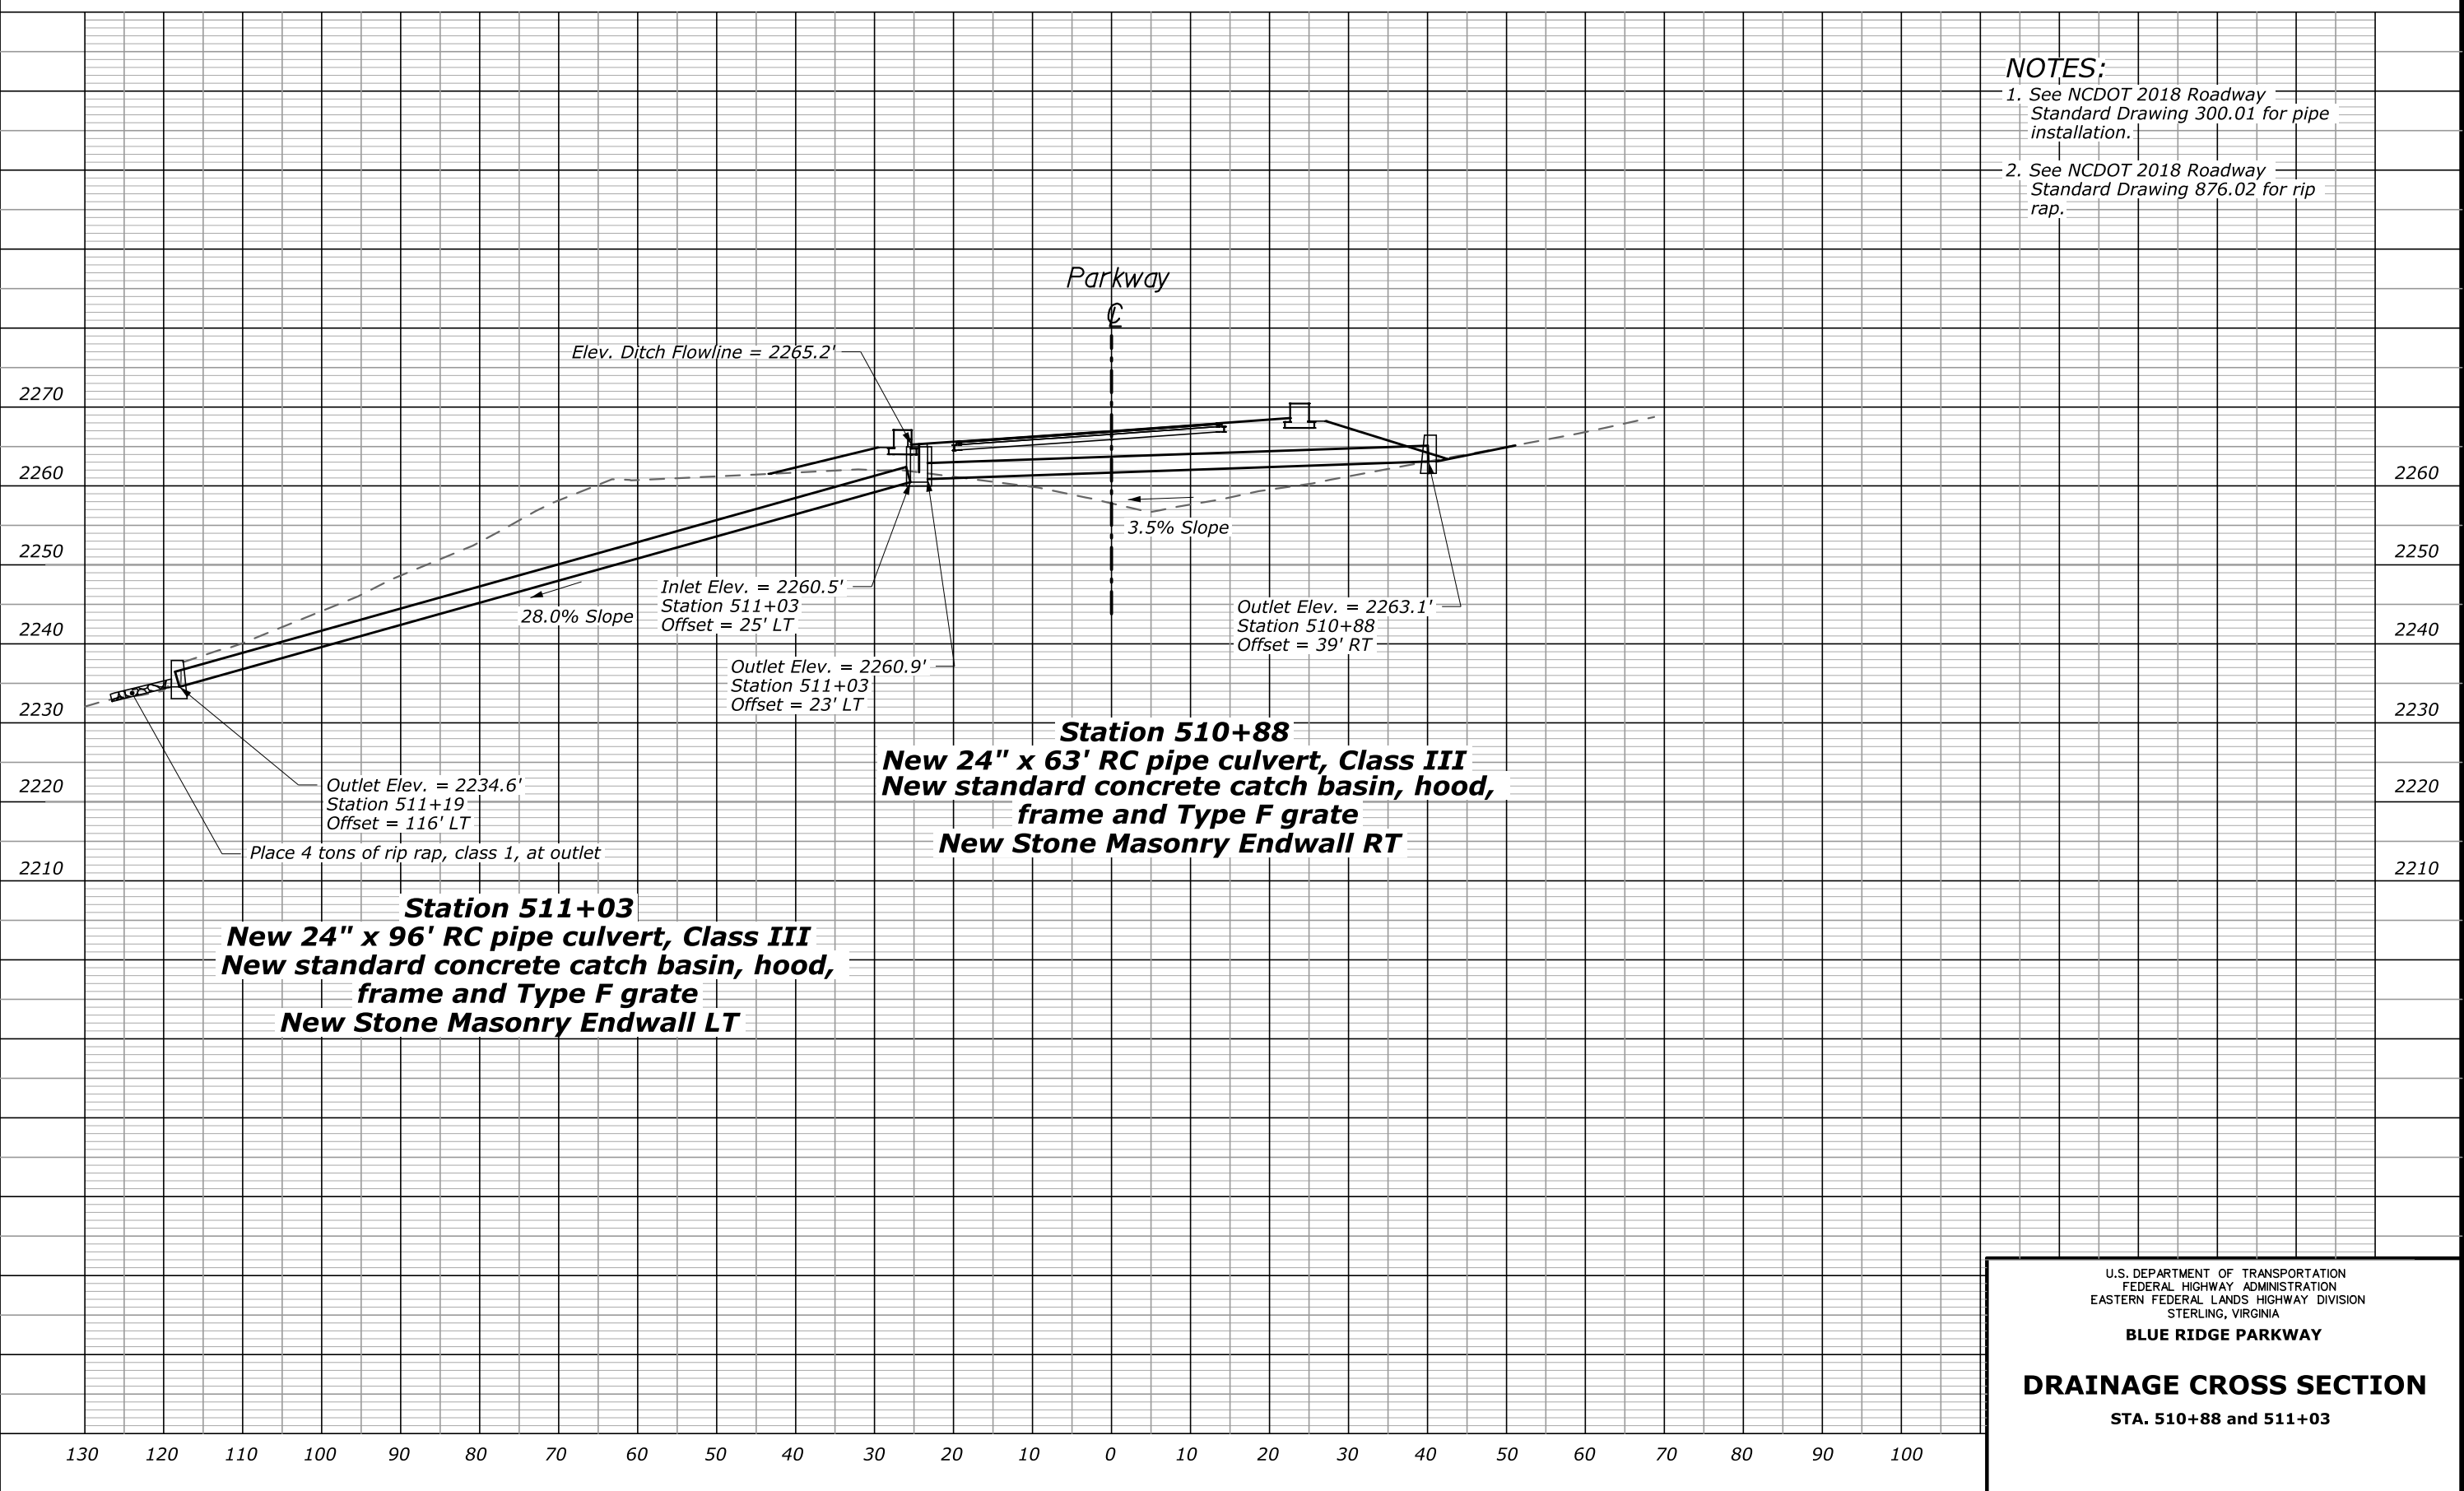 NOTES:
1. See NCDOT 2018 Roadway
Standard Drawing 300.01 for pipe
installation.
2. See NCDOT 2018 Roadway
Standard Drawing 876.02 for rip
rap.
Parkway
℄
Elev. Ditch Flowline = 2265.2'
2270
2260
2260
2250
2250
2240
2240
2230
2230
2220
2220
2210
2210
3.5% Slope
28.0% Slope
Inlet Elev. = 2260.5'
Station 511+03
Offset = 25' LT
Outlet Elev. = 2263.1'
Station 510+88
Offset = 39' RT
Outlet Elev. = 2260.9'
Station 511+03
Offset = 23' LT
Station 510+88
New 24" x 63' RC pipe culvert, Class III
New standard concrete catch basin, hood,
frame and Type F grate
New Stone Masonry Endwall RT
Outlet Elev. = 2234.6'
Station 511+19
Offset = 116' LT
Place 4 tons of rip rap, class 1, at outlet
Station 511+03
New 24" x 96' RC pipe culvert, Class III
New standard concrete catch basin, hood,
frame and Type F grate
New Stone Masonry Endwall LT
U.S. DEPARTMENT OF TRANSPORTATION
FEDERAL HIGHWAY ADMINISTRATION
EASTERN FEDERAL LANDS HIGHWAY DIVISION
STERLING, VIRGINIA
BLUE RIDGE PARKWAY
DRAINAGE CROSS SECTION
STA. 510+88 and 511+03
130 120 110 100 90 80 70 60 50 40 30 20 10 0 10 20 30 40 50 60 70 80 90 100